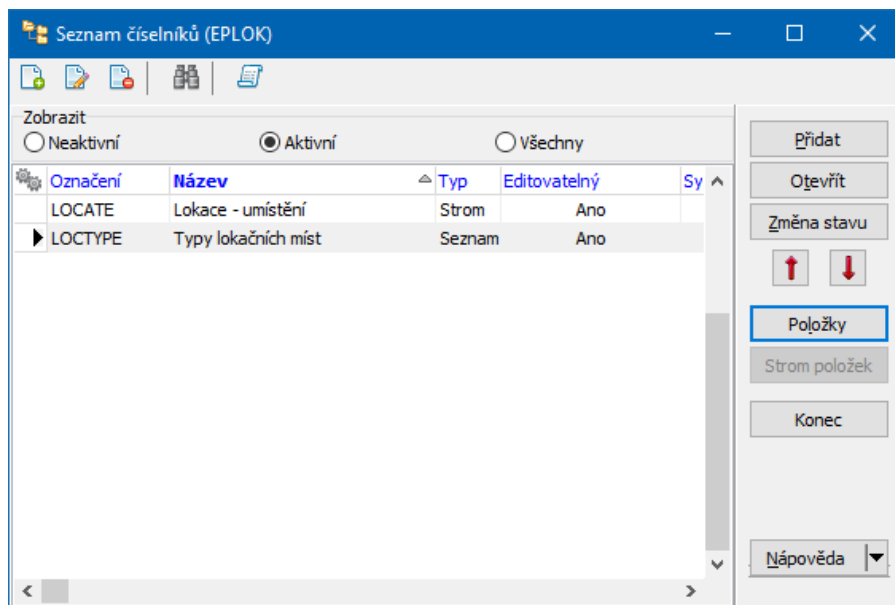 Seznam číselníků (EPLOK)
Zobrazit
Neaktivní Aktivní Všechny
Označení Název Typ Editovatelný Sy
LOCATE Lokace - umístění Strom Ano
LOCTYPE Typy lokačních míst Seznam Ano
Přidat
Otevřít
Změna stavu
Položky
Strom položek
Konec
Nápověda